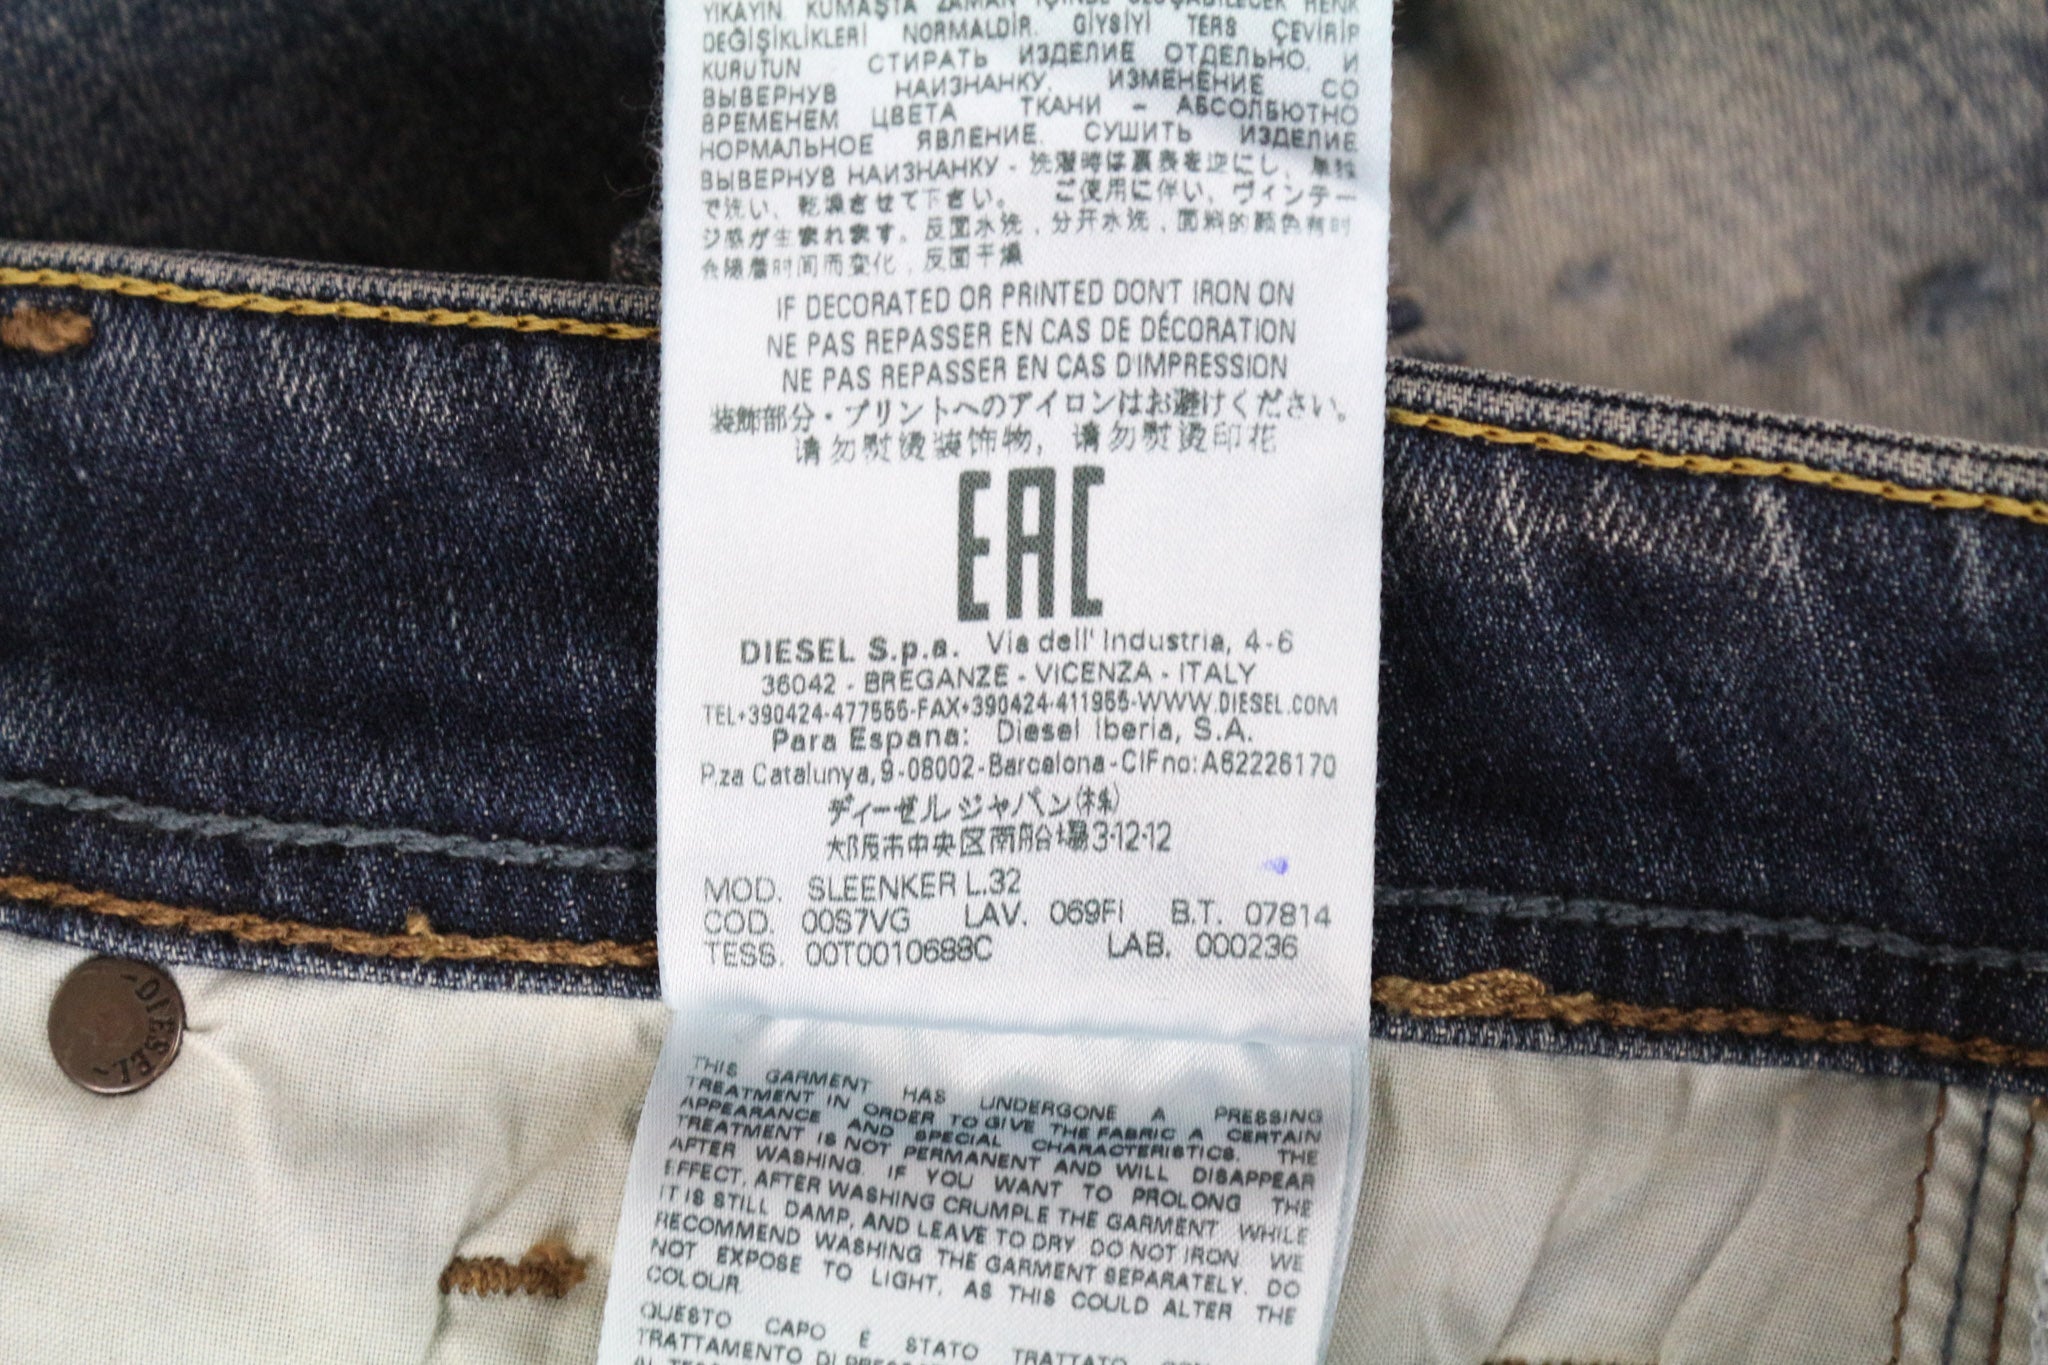 YIKAYIN KUMAŞTA ZAMAN İÇİNDE OLUŞABİLECEK RENK
DEĞİŞİKLİKLERİ NORMALDİR. GİYSİYİ TERS ÇEVİRİP
KURUTUN СТИРАТЬ ИЗДЕЛИЕ ОТДЕЛЬНО, И
ВЫВЕРНУВ НАИЗНАНКУ, ИЗМЕНЕНИЕ СО
ВРЕМЕНЕМ ЦВЕТА ТКАНИ – АБСОЛЮТНО
НОРМАЛЬНОЕ ЯВЛЕНИЕ. СУШИТЬ ИЗДЕЛИЕ
ВЫВЕРНУВ НАИЗНАНКУ - 洗濯時は裏表を逆にし、単独
で洗い、乾燥させて下さい。 ご使用に伴い、ヴィンテー
ジ感が生まれます。反面水洗，分开水洗，面料的颜色有时
会随着时间而变化，反面干燥
IF DECORATED OR PRINTED DON'T IRON ON
NE PAS REPASSER EN CAS DE DÉCORATION
NE PAS REPASSER EN CAS D'IMPRESSION
装飾部分・プリントへのアイロンはお避けください。
请勿熨烫装饰物，请勿熨烫印花
EAC
DIESEL S.p.a. Via dell' Industria, 4-6
36042 - BREGANZE - VICENZA - ITALY
TEL+390424-477555-FAX+390424-411955-WWW.DIESEL.COM
Para Espana: Diesel Iberia, S.A.
P.za Catalunya, 9-08002-Barcelona-CIFno:A62226170
ディーゼル ジャパン(株)
大阪市中央区南船場3-12-12
MOD. SLEENKER L.32
COD. 00S7VG LAV. 069FI B.T. 07814
TESS. 00T0010688C LAB. 000236
~DIESEL~
THIS GARMENT HAS UNDERGONE A PRESSING
TREATMENT IN ORDER TO GIVE THE FABRIC A CERTAIN
APPEARANCE AND SPECIAL CHARACTERISTICS. THE
TREATMENT IS NOT PERMANENT AND WILL DISAPPEAR
AFTER WASHING. IF YOU WANT TO PROLONG THE
EFFECT, AFTER WASHING CRUMPLE THE GARMENT WHILE
IT IS STILL DAMP, AND LEAVE TO DRY. DO NOT IRON. WE
RECOMMEND WASHING THE GARMENT SEPARATELY. DO
NOT EXPOSE TO LIGHT, AS THIS COULD ALTER THE
COLOUR
QUESTO CAPO È STATO TRATTATO
TRATTAMENTO DI